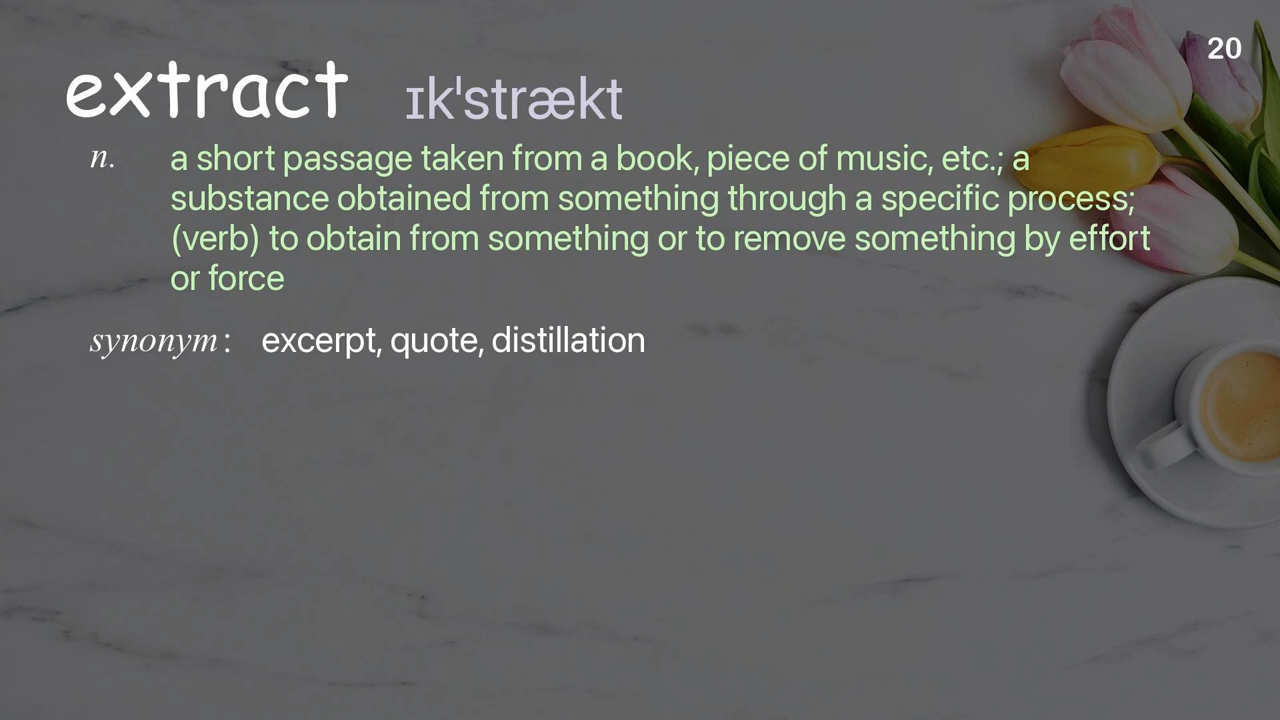 20
extract ɪk'strækt
n. a short passage taken from a book, piece of music, etc.; a
substance obtained from something through a specific process;
(verb) to obtain from something or to remove something by effort
or force
synonym: excerpt, quote, distillation